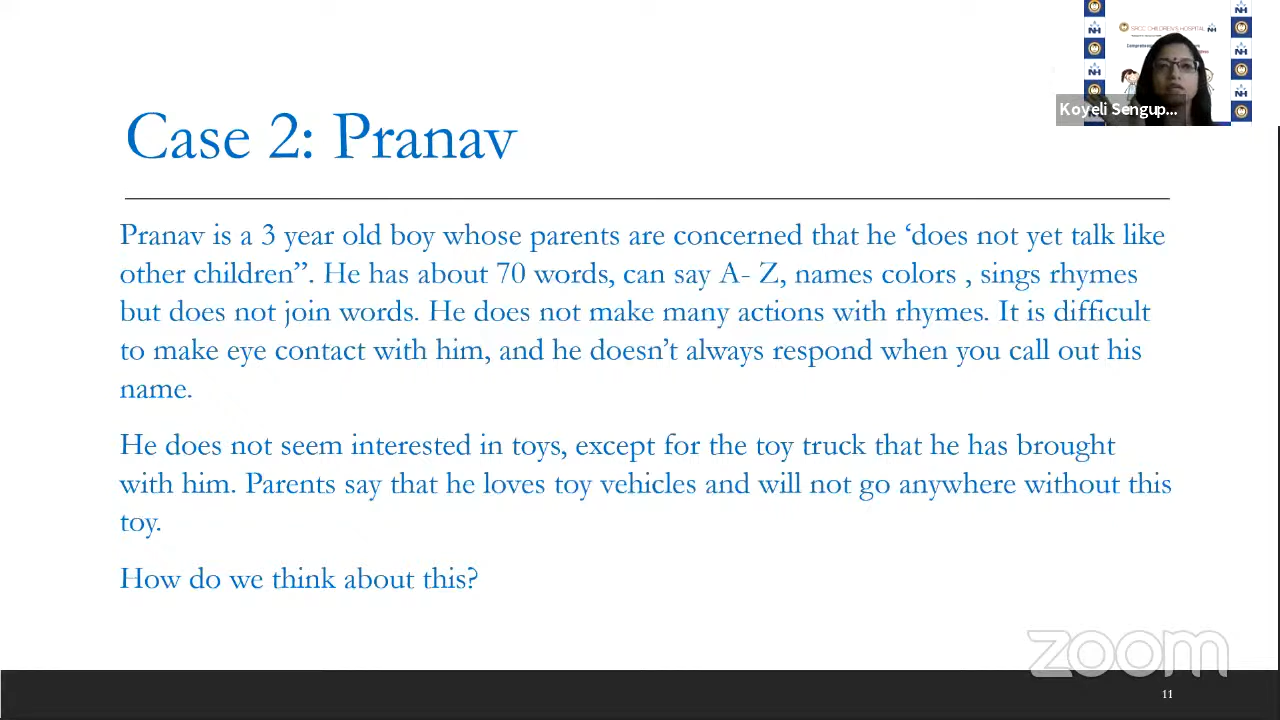 SRCC CHILDREN'S HOSPITAL
NH
Koyeli Sengup...
Case 2: Pranav
Pranav is a 3 year old boy whose parents are concerned that he ‘does not yet talk like
other children”. He has about 70 words, can say A- Z, names colors , sings rhymes
but does not join words. He does not make many actions with rhymes. It is difficult
to make eye contact with him, and he doesn’t always respond when you call out his
name.
He does not seem interested in toys, except for the toy truck that he has brought
with him. Parents say that he loves toy vehicles and will not go anywhere without this
toy.
How do we think about this?
zoom
11